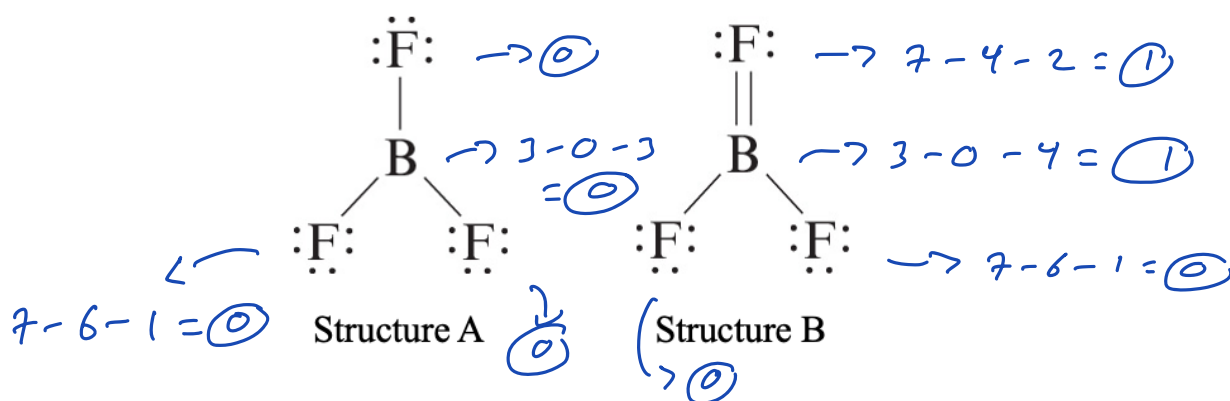 :F: → 0
:F: → 7 - 4 - 2 = 1
B → 3 - 0 - 3
= 0
B → 3 - 0 - 4 = 1
:F: :F:
:F: :F:
→ 7 - 6 - 1 = 0
7 - 6 - 1 = 0
Structure A
0
Structure B
0